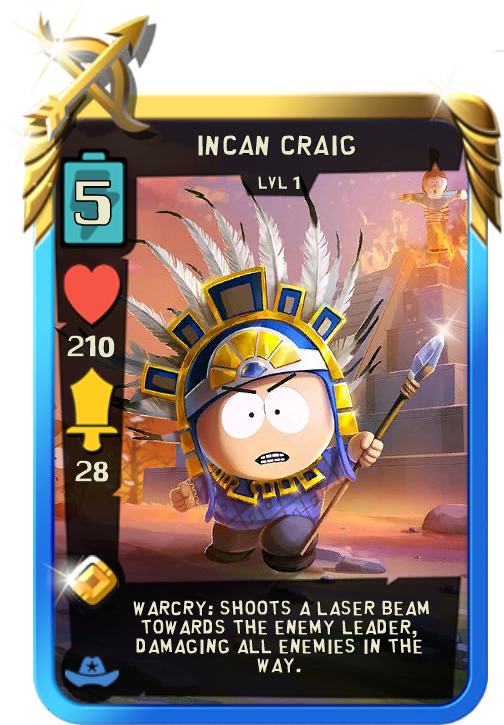 INCAN CRAIG
LVL 1
5
210
28
WARCRY: SHOOTS A LASER BEAM
TOWARDS THE ENEMY LEADER,
DAMAGING ALL ENEMIES IN THE
WAY.